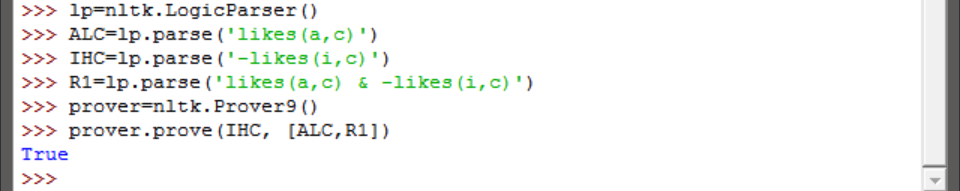 >>> lp=nltk.LogicParser()
>>> ALC=lp.parse('likes(a,c)')
>>> IHC=lp.parse('-likes(i,c)')
>>> R1=lp.parse('likes(a,c) & -likes(i,c)')
>>> prover=nltk.Prover9()
>>> prover.prove(IHC, [ALC,R1])
True
>>>